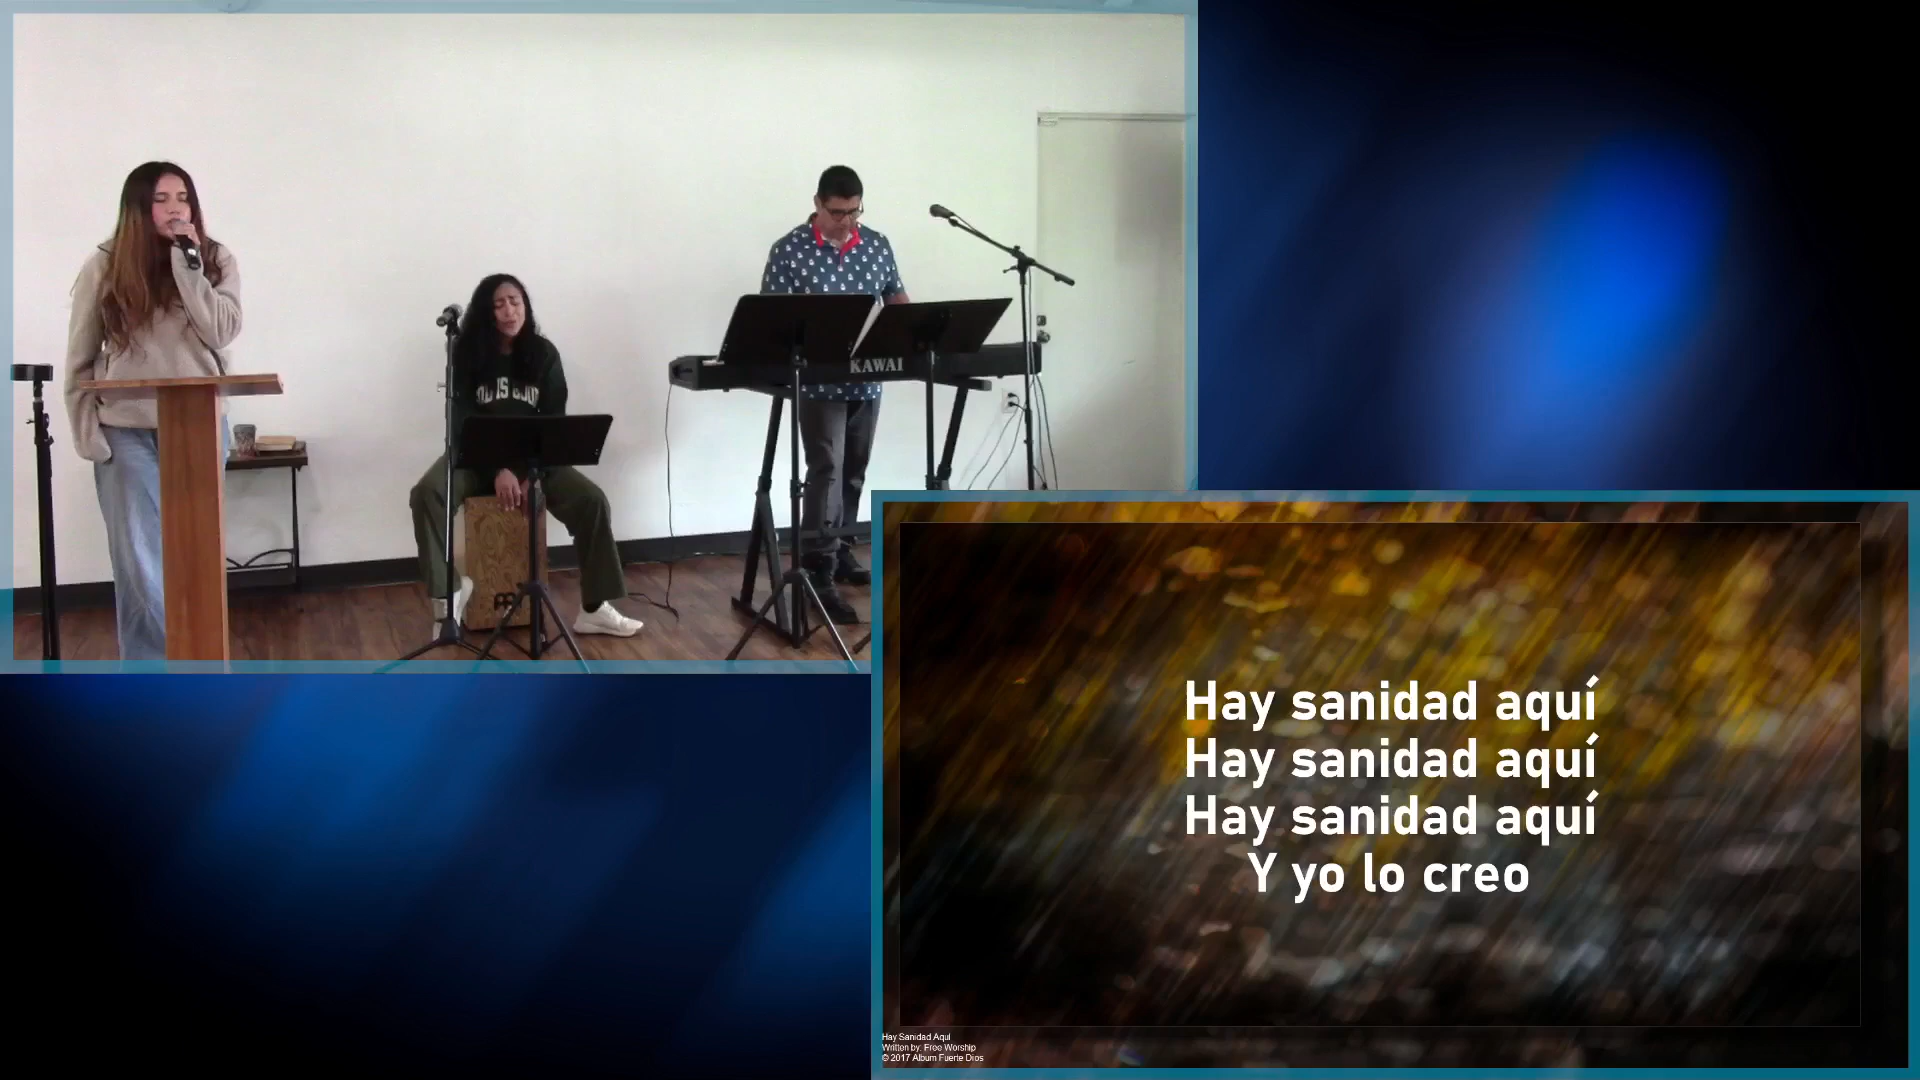 KAWAI
Hay sanidad aquí
Hay sanidad aquí
Hay sanidad aquí
Y yo lo creo
Hay Sanidad Aqui
Written by: Free Worship
© 2017 Album Fuerte Dios